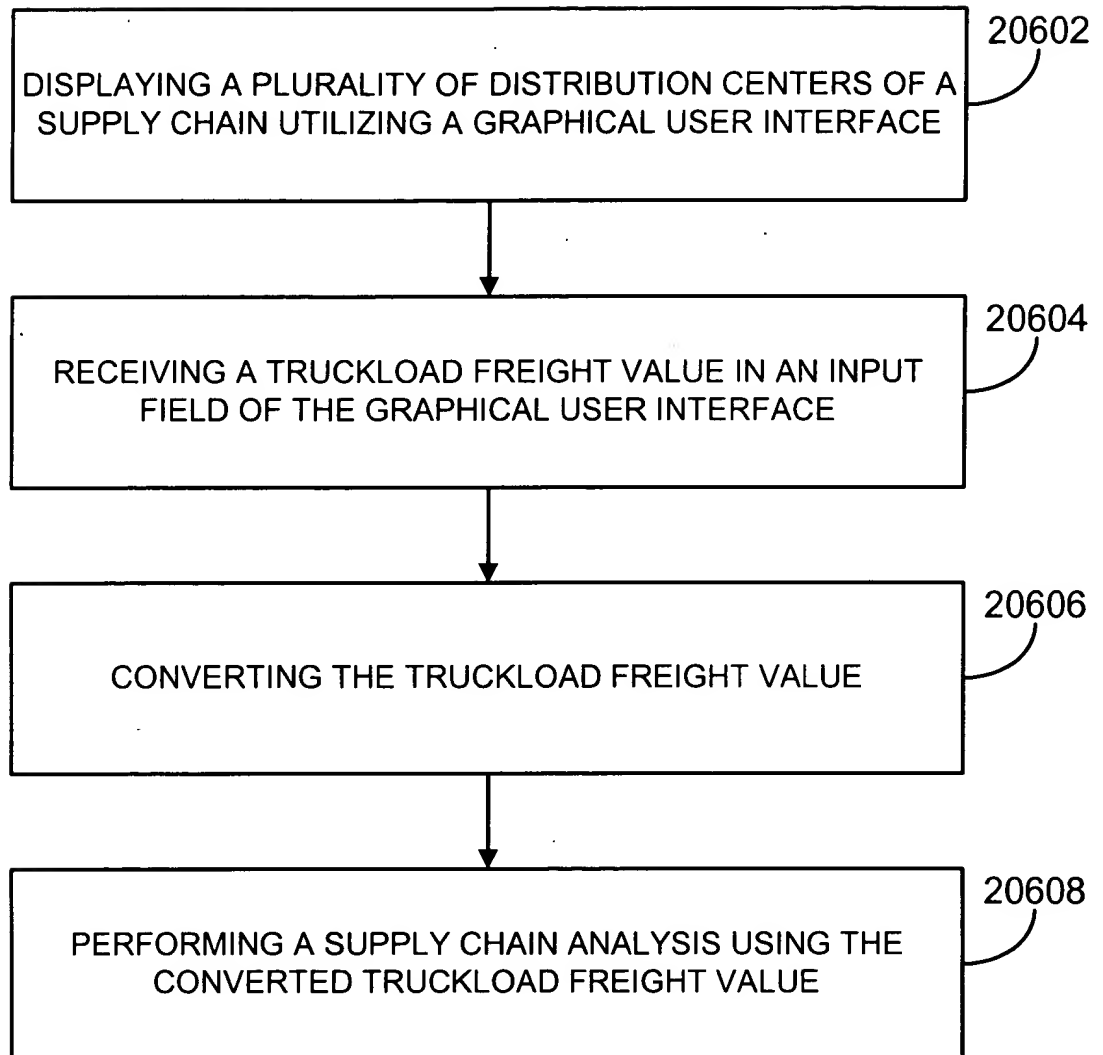 20602
DISPLAYING A PLURALITY OF DISTRIBUTION CENTERS OF A
SUPPLY CHAIN UTILIZING A GRAPHICAL USER INTERFACE
20604
RECEIVING A TRUCKLOAD FREIGHT VALUE IN AN INPUT
FIELD OF THE GRAPHICAL USER INTERFACE
20606
CONVERTING THE TRUCKLOAD FREIGHT VALUE
20608
PERFORMING A SUPPLY CHAIN ANALYSIS USING THE
CONVERTED TRUCKLOAD FREIGHT VALUE